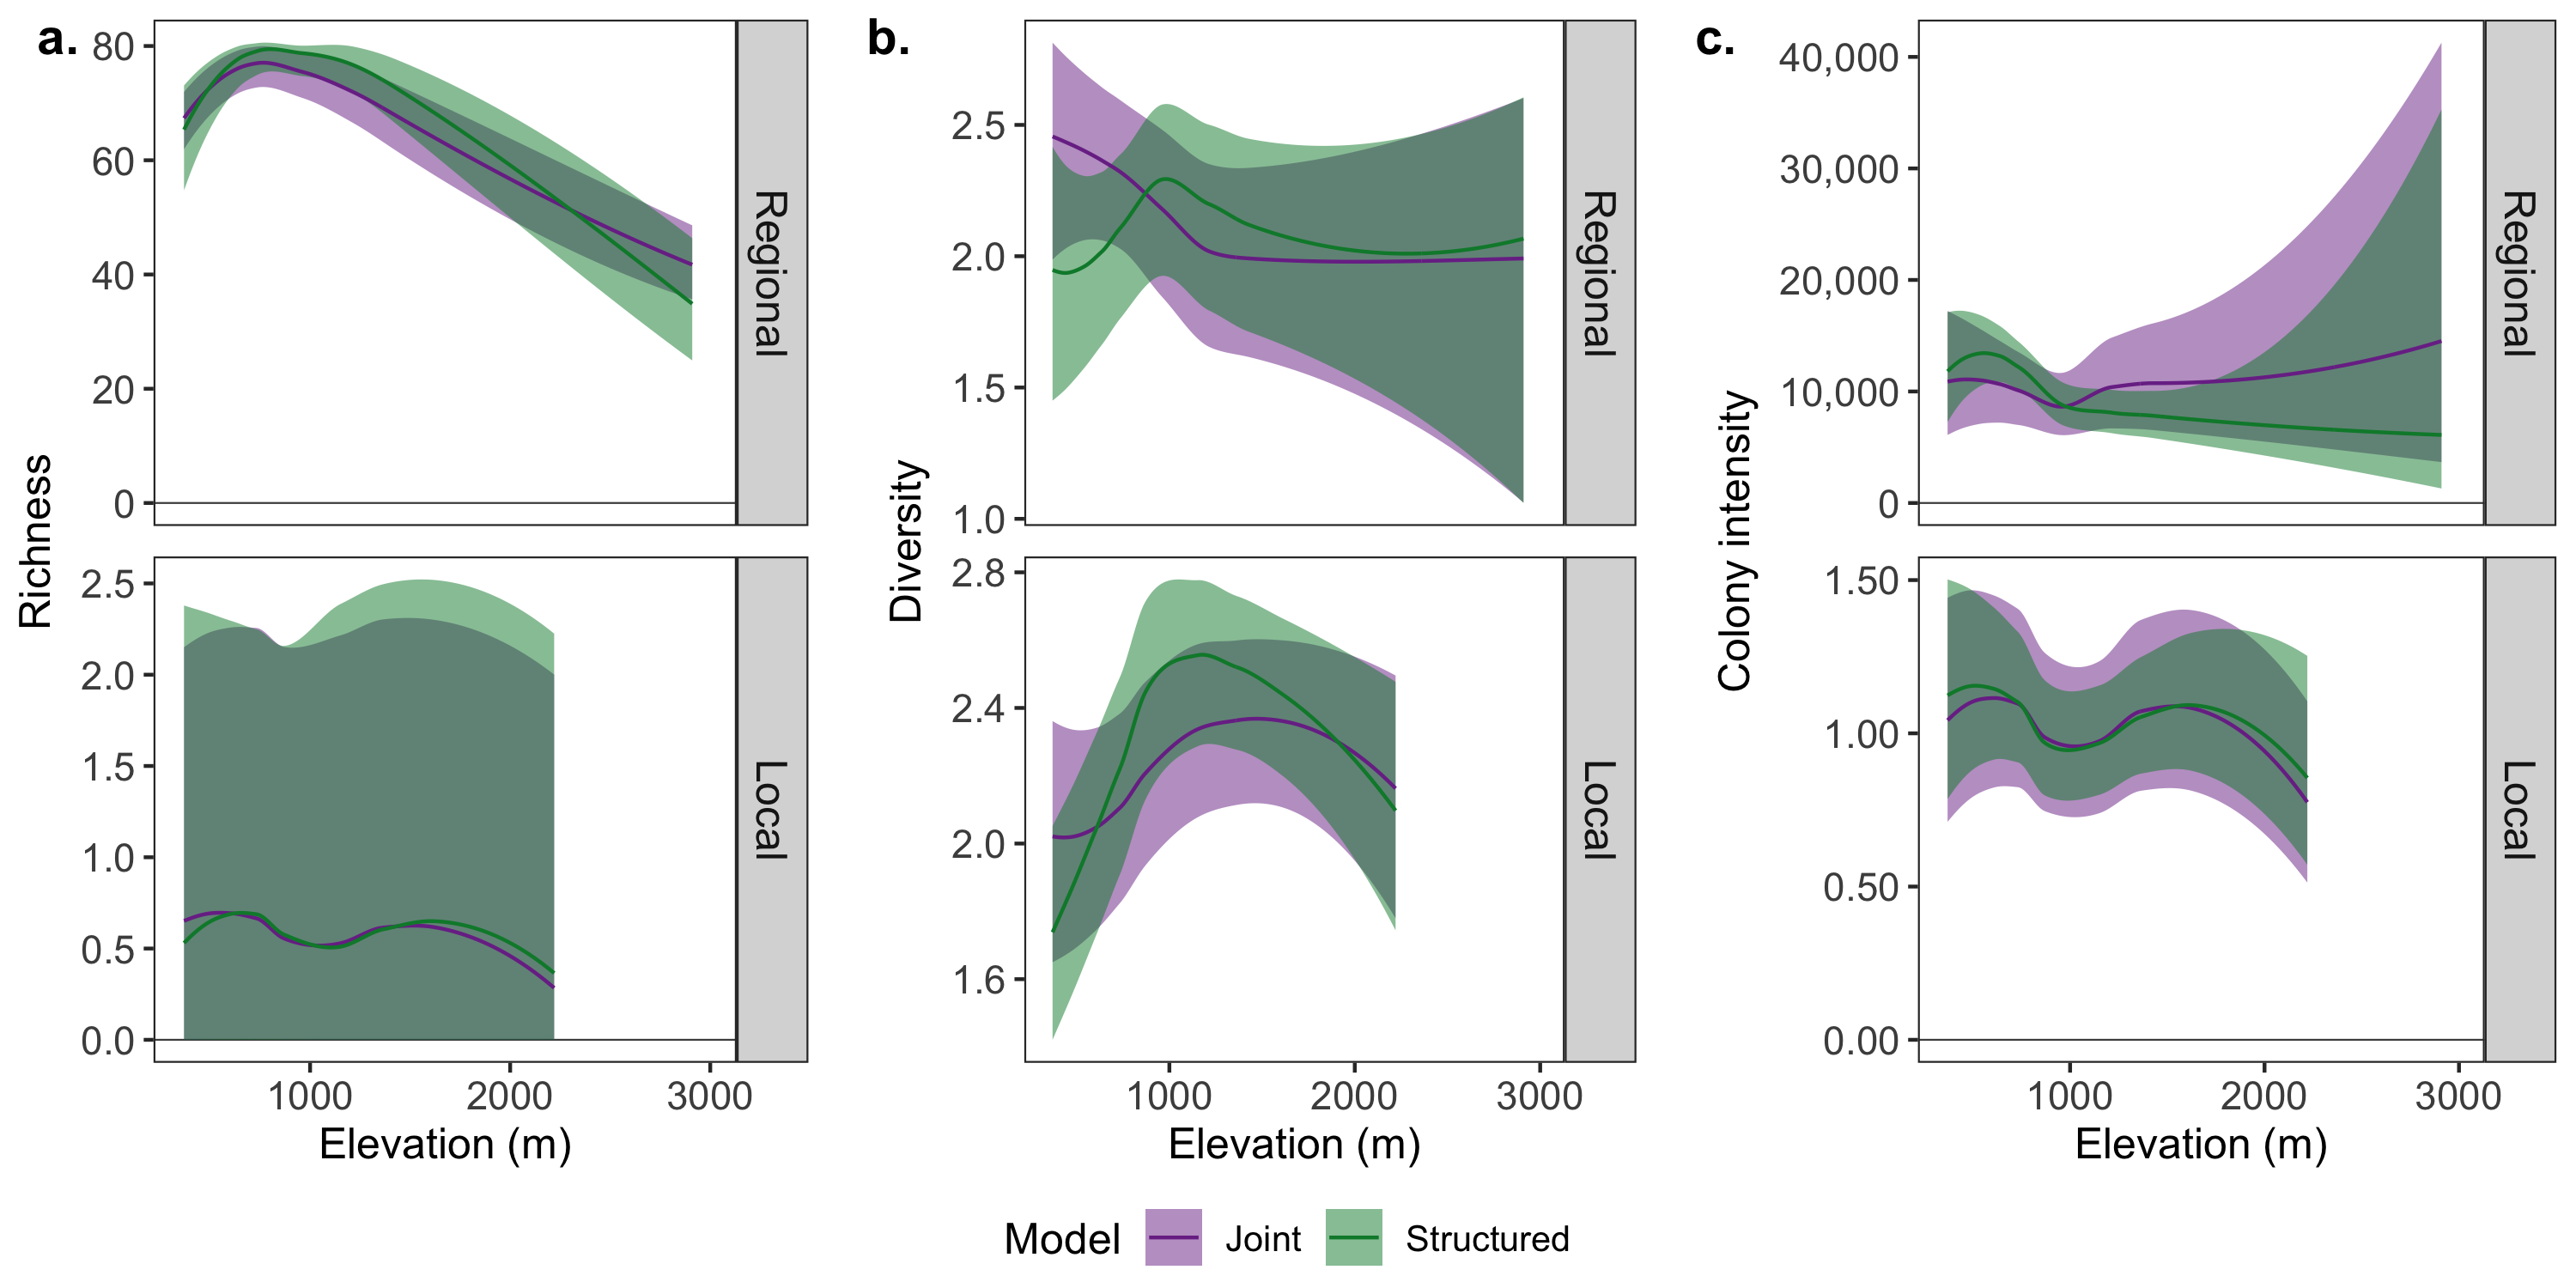 a.
Richness
80
60
40
20
0
Regional
2.5
2.0
1.5
1.0
0.5
0.0
Local
1000 2000 3000
Elevation (m)
b.
Diversity
2.5
2.0
1.5
1.0
Regional
2.8
2.4
2.0
1.6
Local
1000 2000 3000
Elevation (m)
c.
Colony intensity
40,000
30,000
20,000
10,000
0
Regional
1.50
1.00
0.50
0.00
Local
1000 2000 3000
Elevation (m)
Model Joint Structured